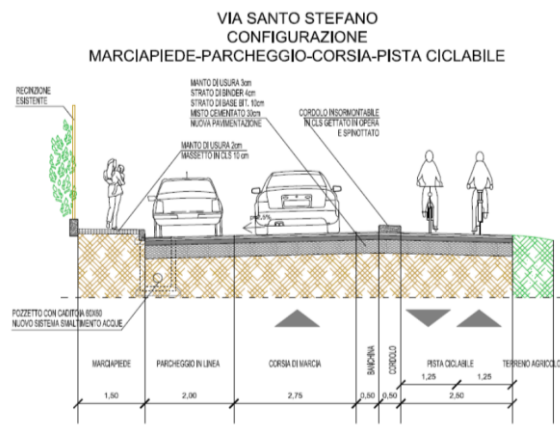 VIA SANTO STEFANO
CONFIGURAZIONE
MARCIAPIEDE-PARCHEGGIO-CORSIA-PISTA CICLABILE
RECINZIONE
ESISTENTE
MANTO DI USURA 3cm
STRATO DI BINDER 4cm
STRATO DI BASE BIT. 10cm
MISTO CEMENTATO 30cm
NUOVA PAVIMENTAZIONE
CORDOLO INSORMONTABILE
IN CLS GETTATO IN OPERA
E SPINOTTATO
MANTO DI USURA 2cm
MASSETTO IN CLS 10 cm
POZZETTO CON CADITOIA 60X60
NUOVO SISTEMA SMALTIMENTO ACQUE
MARCIAPIEDE
PARCHEGGIO IN LINEA
CORSIA DI MARCIA
BANCHINA
CORDOLO
PISTA CICLABILE
TERRENO AGRICOLO
1,25
1,25
1,50
2,00
2,75
0,50
0,50
2,50